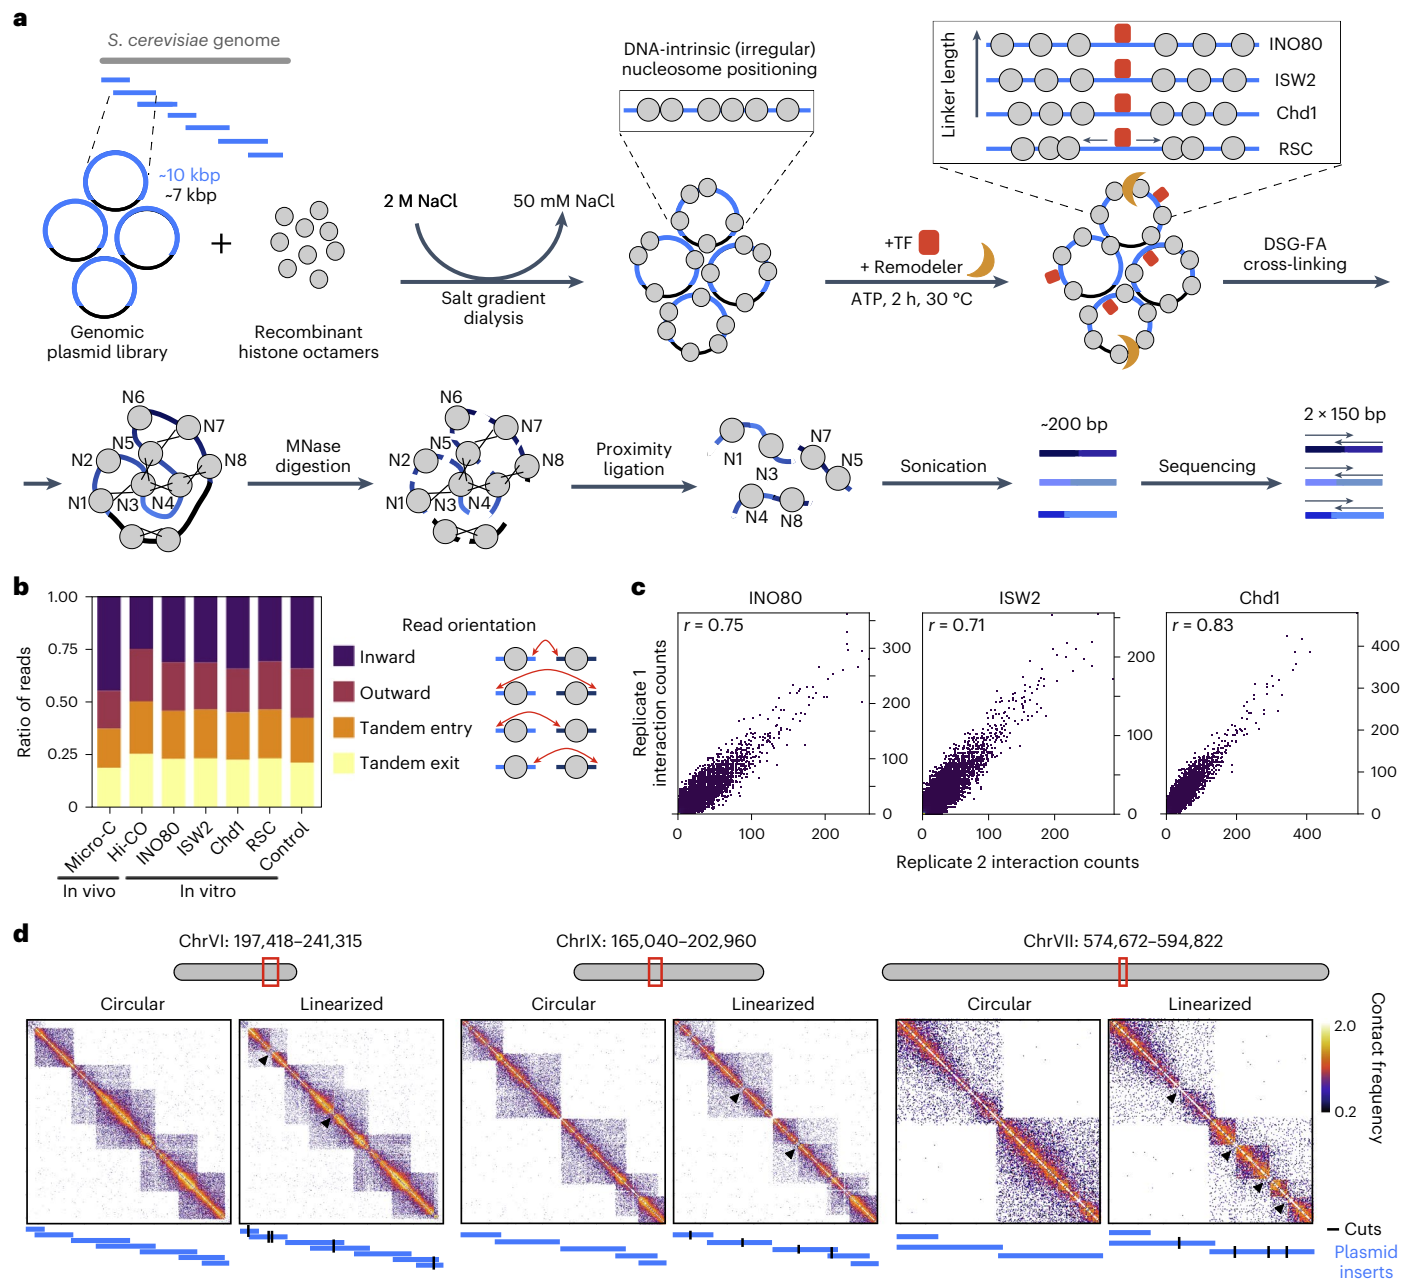 a
S. cerevisiae genome
~10 kbp
~7 kbp
+
Genomic
plasmid library
Recombinant
histone octamers
2 M NaCl
50 mM NaCl
Salt gradient
dialysis
DNA-intrinsic (irregular)
nucleosome positioning
+TF
+ Remodeler
ATP, 2 h, 30 °C
Linker length
INO80
ISW2
Chd1
RSC
DSG-FA
cross-linking
N6
N7
N5
N2
N8
N1
N3
N4
MNase
digestion
N6
N7
N5
N2
N8
N1
N3
N4
Proximity
ligation
N1
N3
N7
N5
N4
N8
Sonication
~200 bp
Sequencing
2 × 150 bp
b
Ratio of reads
1.00
0.75
0.50
0.25
0
Micro-C
Hi-CO
INO80
ISW2
Chd1
RSC
Control
In vivo
In vitro
Read orientation
Inward
Outward
Tandem entry
Tandem exit
c
INO80
r = 0.75
Replicate 1
interaction counts
300
200
100
0
0
100
200
ISW2
r = 0.71
200
100
0
0
100
200
Chd1
r = 0.83
400
300
200
100
0
0
200
400
Replicate 2 interaction counts
d
ChrVI: 197,418–241,315
Circular
Linearized
ChrIX: 165,040–202,960
Circular
Linearized
ChrVII: 574,672–594,822
Circular
Linearized
2.0
0.2
Contact frequency
Cuts
Plasmid
inserts